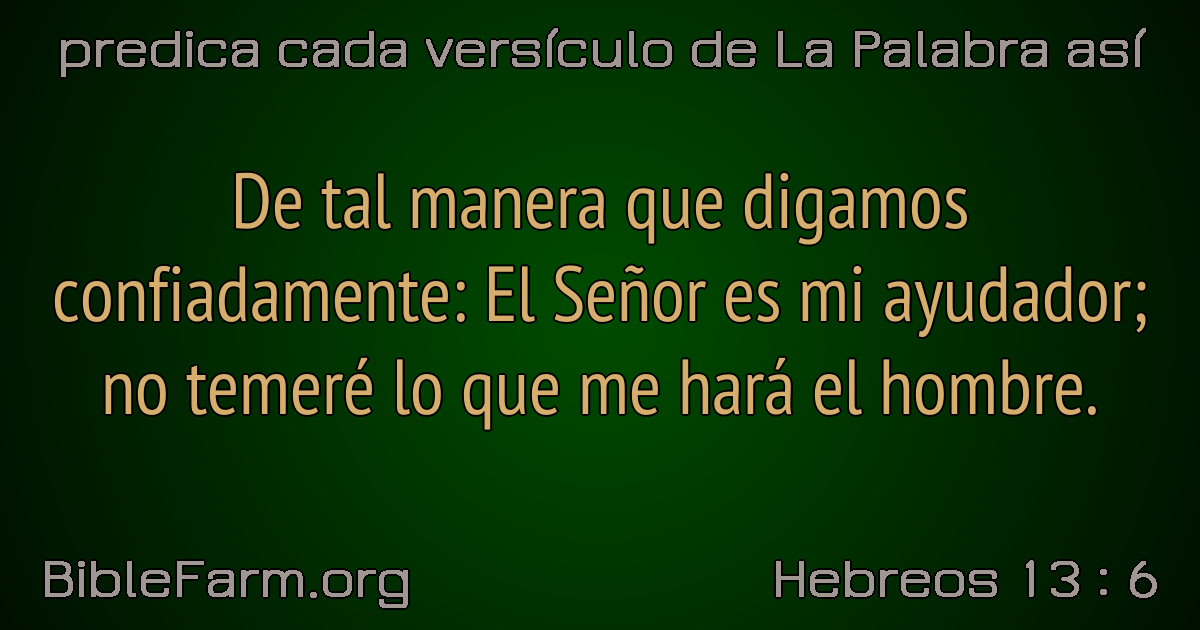 predica cada versículo de La Palabra así
De tal manera que digamos
confiadamente: El Señor es mi ayudador;
no temeré lo que me hará el hombre.
BibleFarm.org
Hebreos 13 : 6